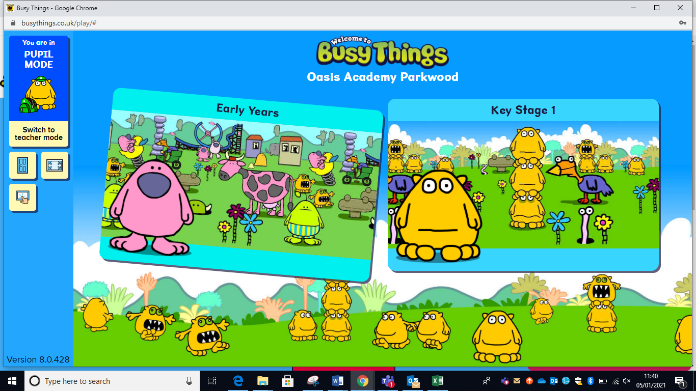 Busy Things - Google Chrome
busythings.co.uk/play/#
You are in
PUPIL
MODE
Switch to
teacher mode
Welcome to
Busy Things
Oasis Academy Parkwood
Early Years
Key Stage 1
Version 8.0.428
Type here to search
11:40
05/01/2021